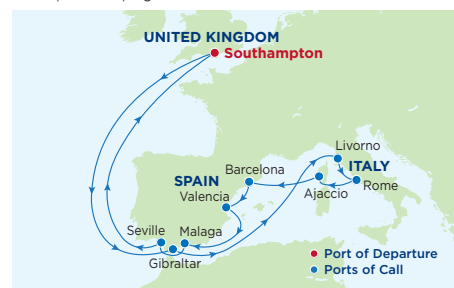 UNITED KINGDOM
Southampton
Livorno
ITALY
Barcelona
Rome
SPAIN
Ajaccio
Valencia
Seville
Malaga
Gibraltar
Port of Departure
Ports of Call